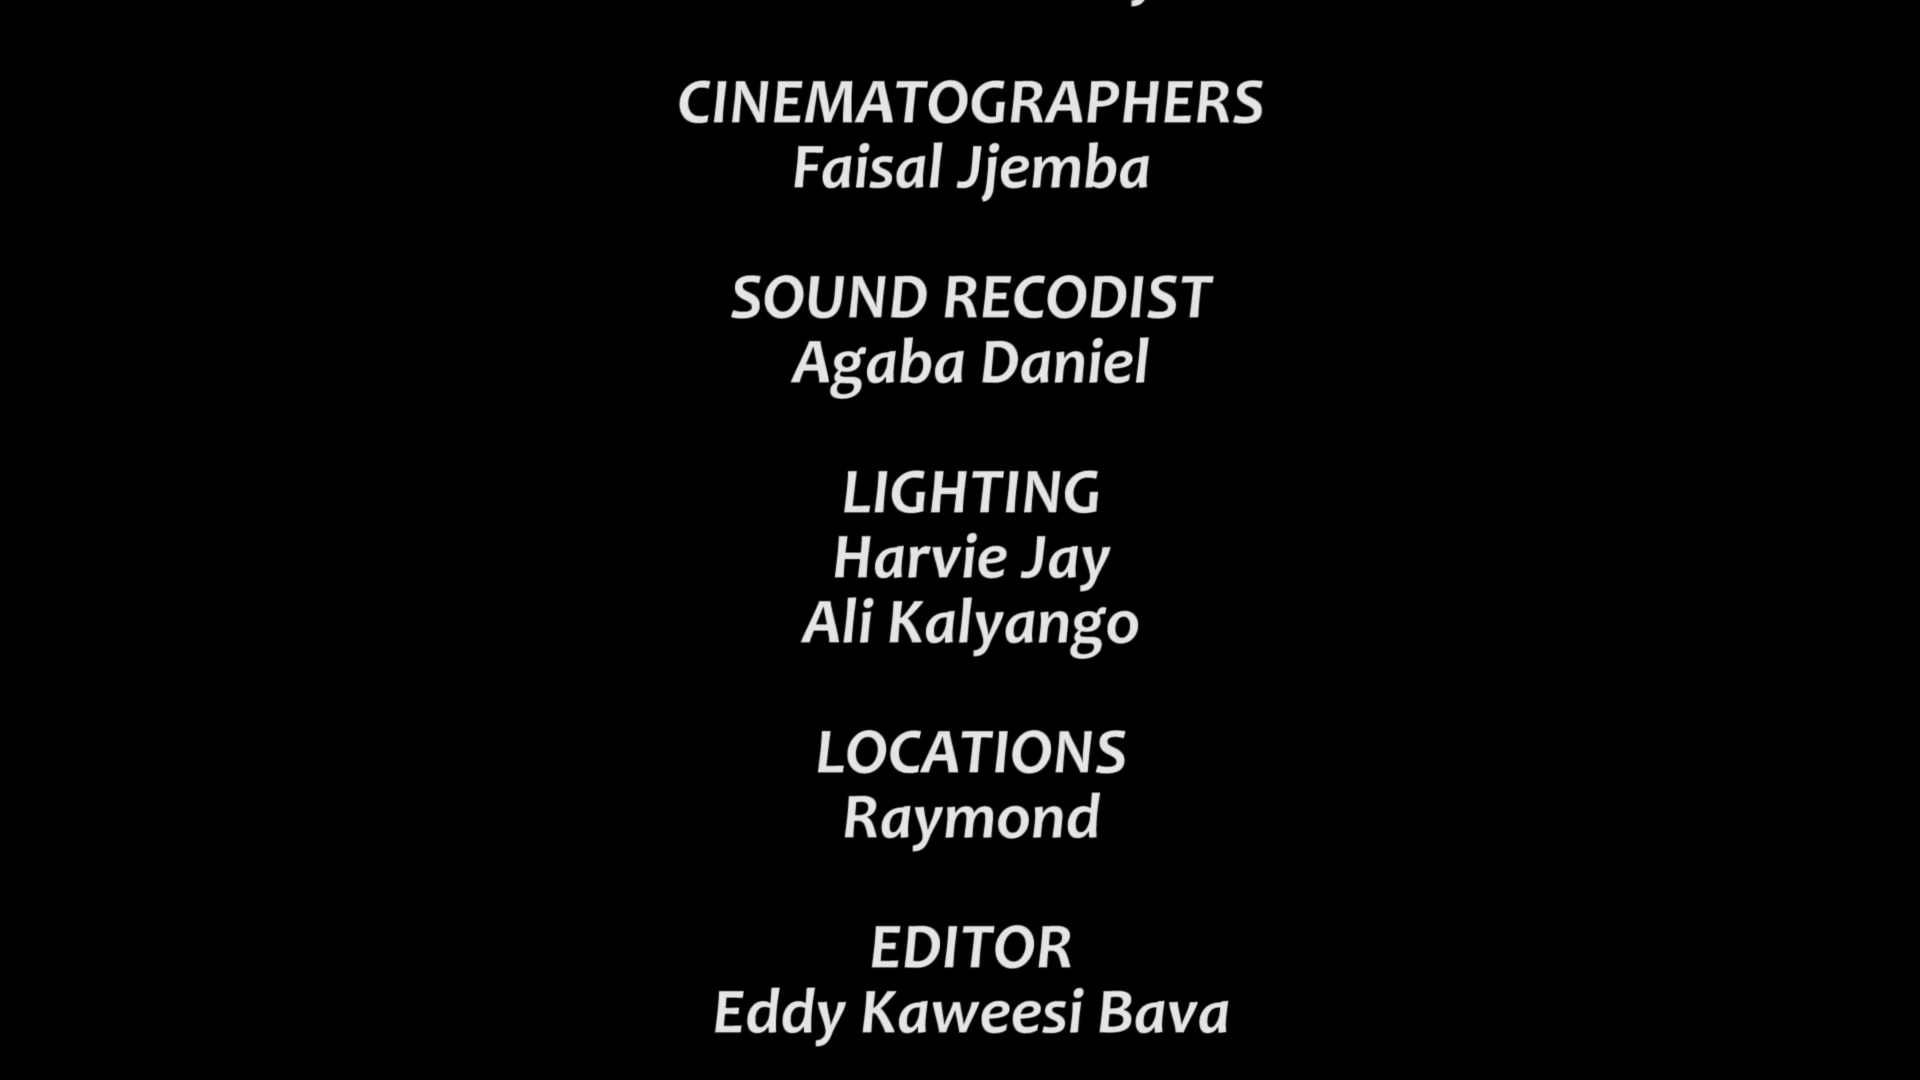 CINEMATOGRAPHERS
Faisal Jjemba
SOUND RECODIST
Agaba Daniel
LIGHTING
Harvie Jay
Ali Kalyango
LOCATIONS
Raymond
EDITOR
Eddy Kaweesi Bava